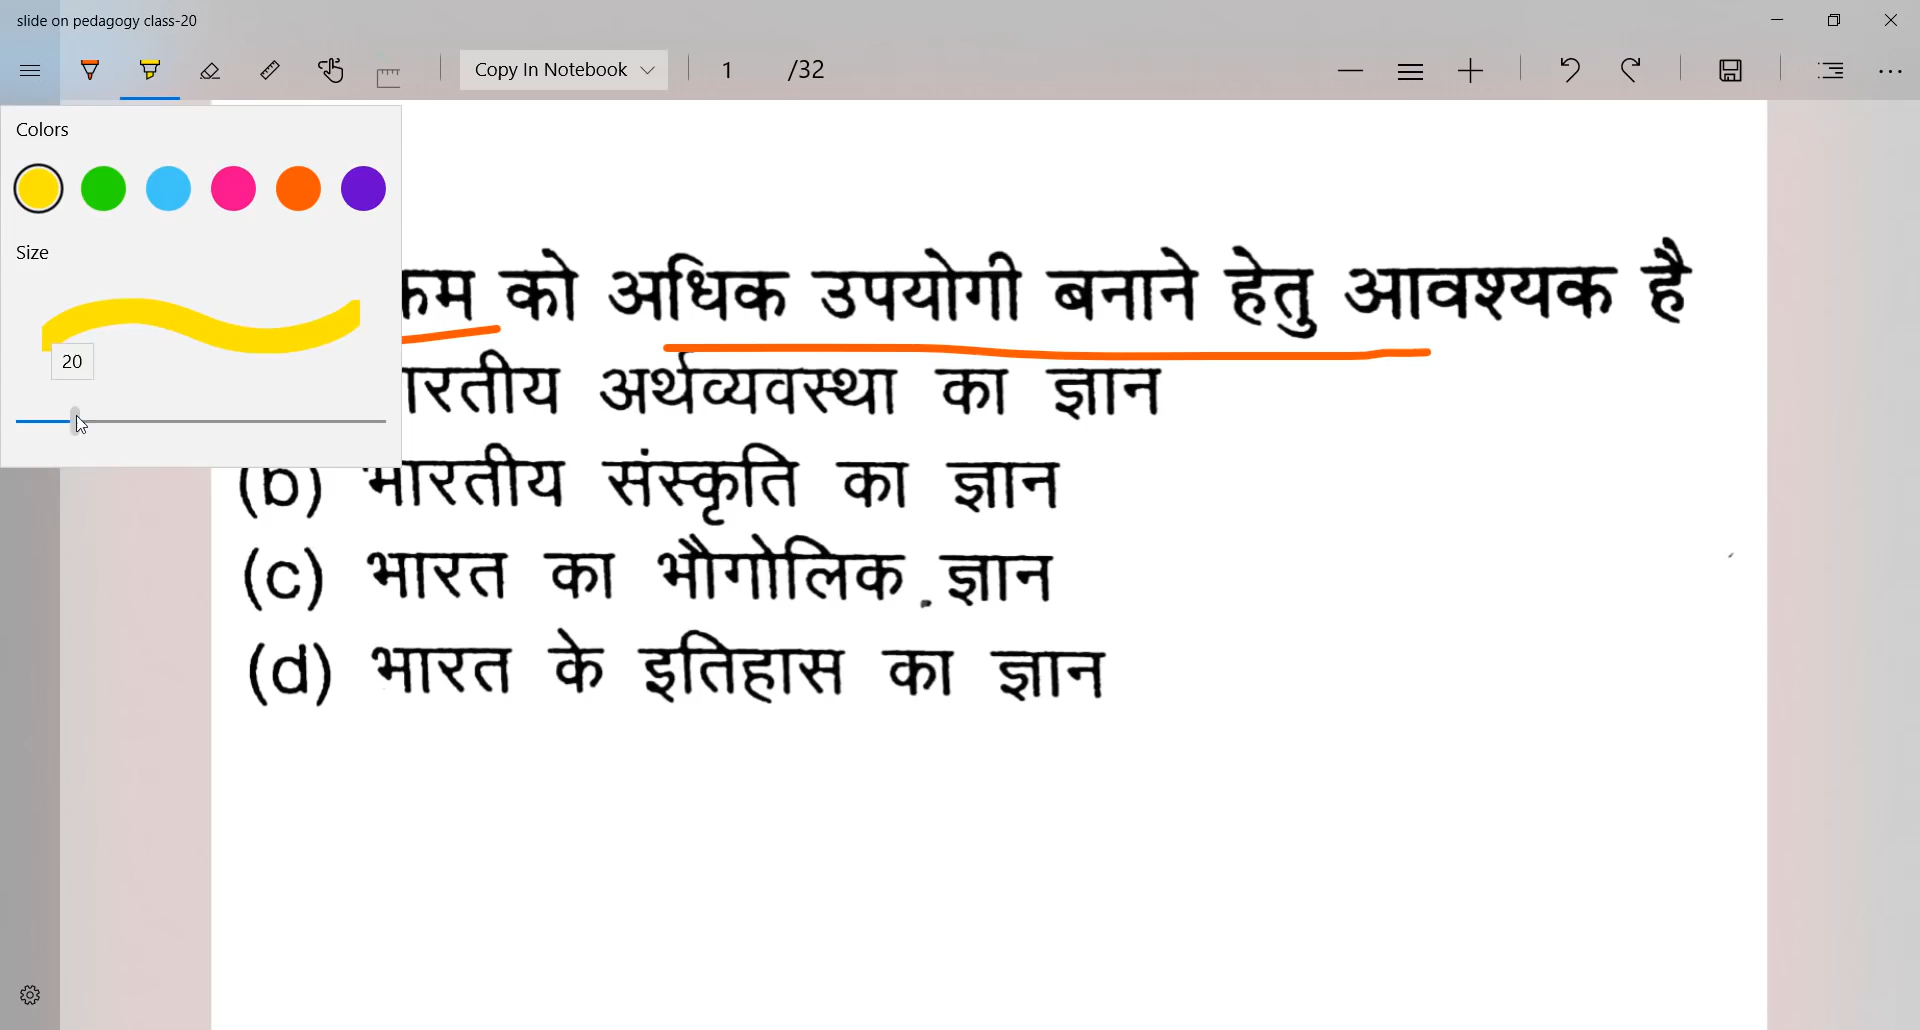 slide on pedagogy class-20
Copy In Notebook 1 /32
Colors
Size
20
को अधिक उपयोगी बनाने हेतु आवश्यक है
अर्थव्यवस्था का ज्ञान
(b) भारतीय संस्कृति का ज्ञान
(c) भारत का भौगोलिक ज्ञान
(d) भारत के इतिहास का ज्ञान